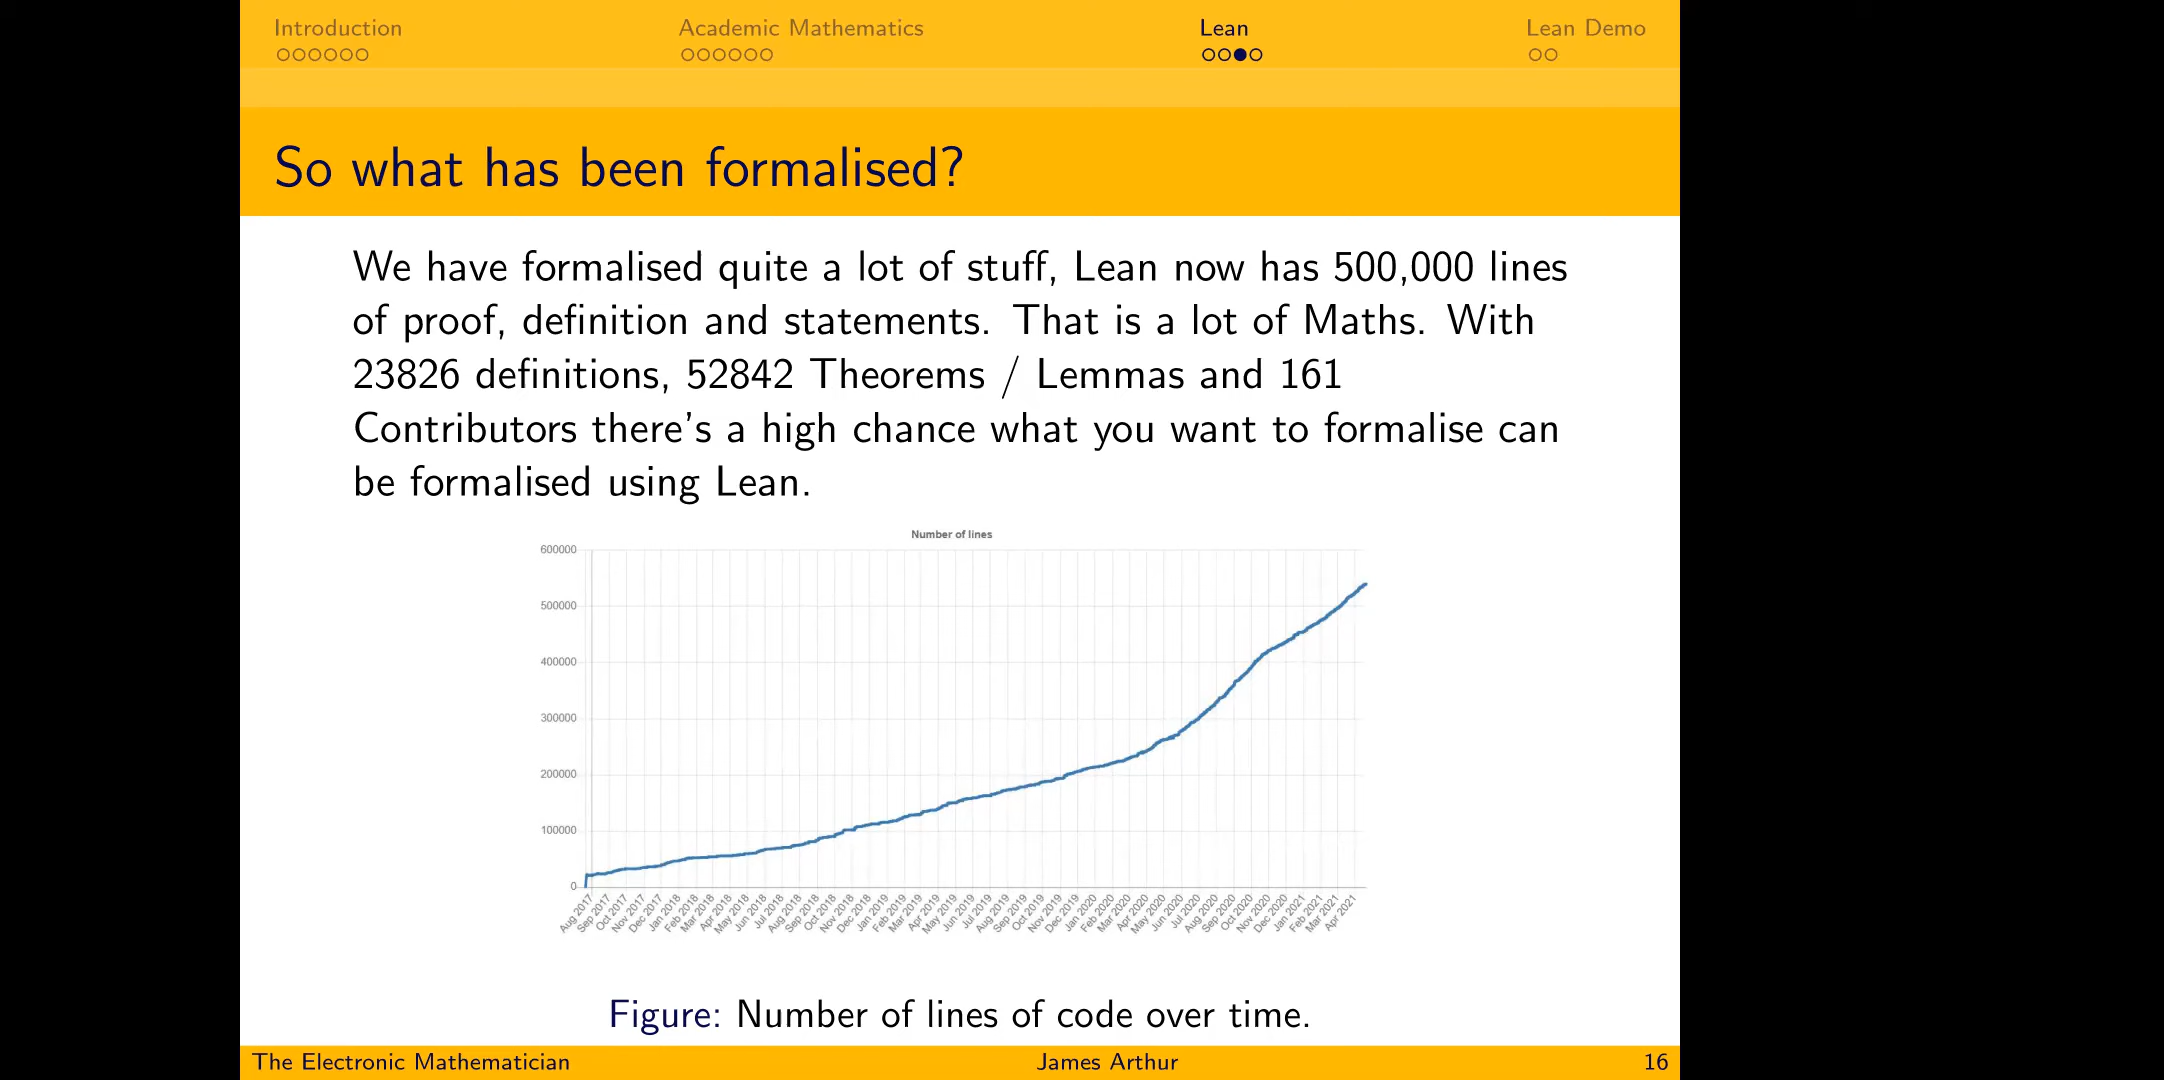 Introduction
Academic Mathematics
Lean
Lean Demo
So what has been formalised?
We have formalised quite a lot of stuff, Lean now has 500,000 lines
of proof, definition and statements. That is a lot of Maths. With
23826 definitions, 52842 Theorems / Lemmas and 161
Contributors there's a high chance what you want to formalise can
be formalised using Lean.
Number of lines
600000
500000
400000
300000
200000
100000
0
Aug 2017
Sep 2017
Oct 2017
Nov 2017
Dec 2017
Jan 2018
Feb 2018
Mar 2018
Apr 2018
May 2018
Jun 2018
Jul 2018
Aug 2018
Sep 2018
Oct 2018
Nov 2018
Dec 2018
Jan 2019
Feb 2019
Mar 2019
Apr 2019
May 2019
Jun 2019
Jul 2019
Aug 2019
Sep 2019
Oct 2019
Nov 2019
Dec 2019
Jan 2020
Feb 2020
Mar 2020
Apr 2020
May 2020
Jun 2020
Jul 2020
Aug 2020
Sep 2020
Oct 2020
Nov 2020
Dec 2020
Jan 2021
Feb 2021
Mar 2021
Apr 2021
Figure: Number of lines of code over time.
The Electronic Mathematician
James Arthur
16